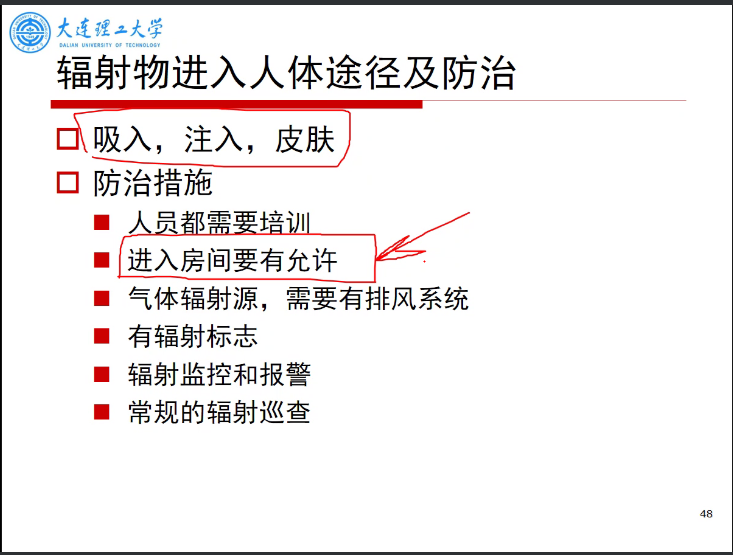 大连理工大学
DALIAN UNIVERSITY OF TECHNOLOGY
辐射物进入人体途径及防治
吸入，注入，皮肤
防治措施
人员都需要培训
进入房间要有允许
气体辐射源，需要有排风系统
有辐射标志
辐射监控和报警
常规的辐射巡查
48